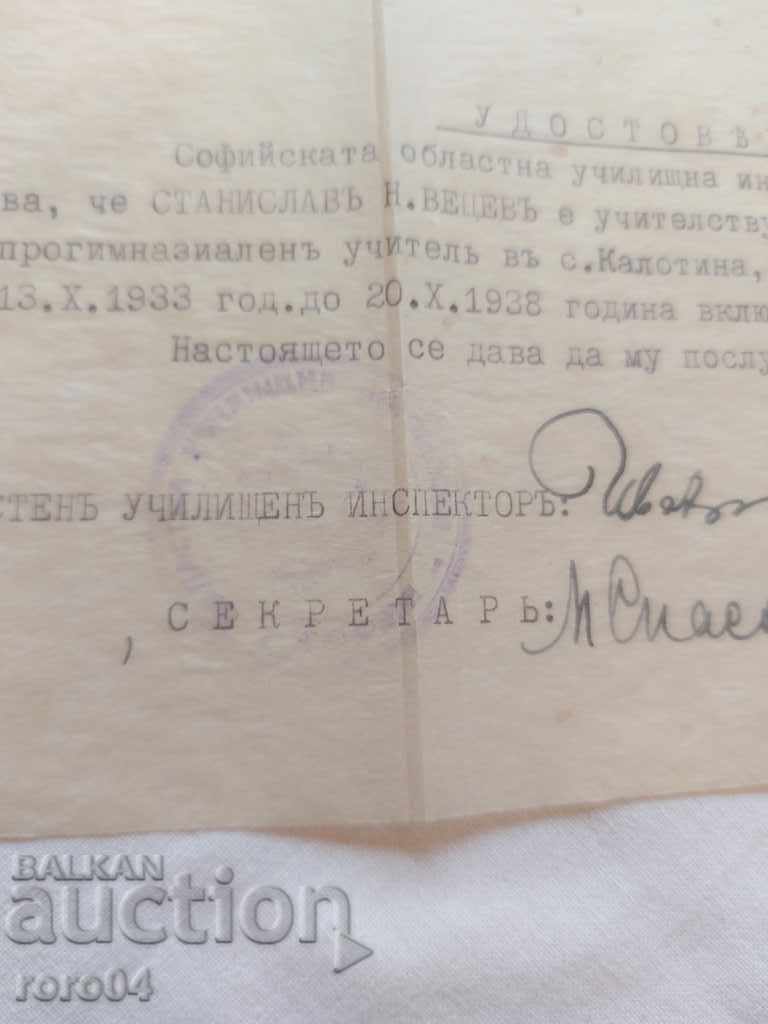 УДОСТОВѢ
Софийската областна училищна ин
ва, че СТАНИСЛАВЪ Н.ВЕЦЕВЪ е учителству
прогимназиаленъ учитель въ с.Калотина,
13.X.1933 год.до 20.X.1938 година вклю
Настоящето се дава да му послу
СТЕНЪ УЧИЛИЩЕНЪ ИНСПЕКТОРЪ:
, СЕКРЕТАРЬ: М Спасов
BALKAN
auction
roro04